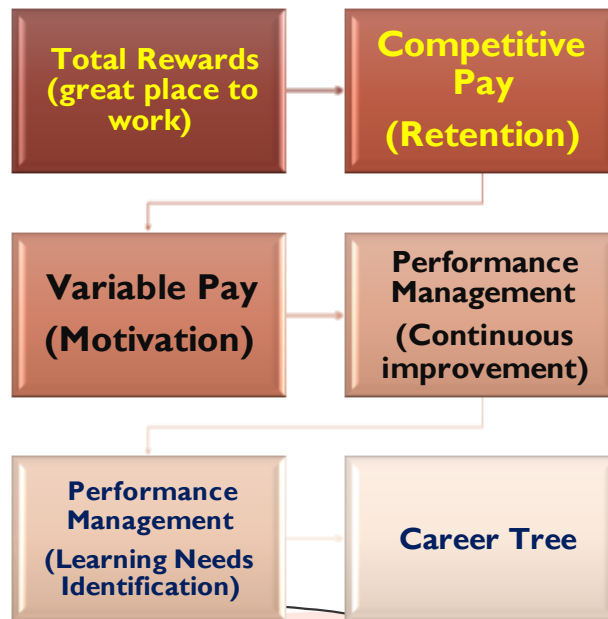 Total Rewards
(great place to
work)
Competitive
Pay
(Retention)
Variable Pay
(Motivation)
Performance
Management
(Continuous
improvement)
Performance
Management
(Learning Needs
Identification)
Career Tree